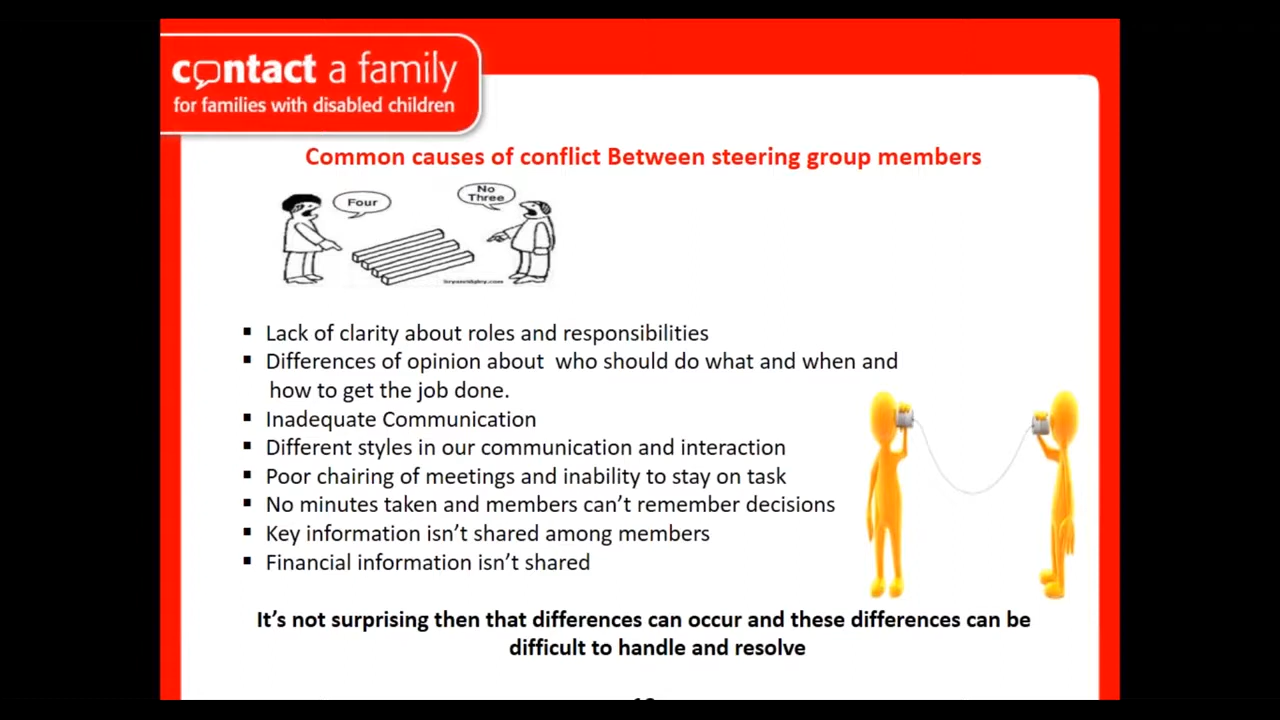 contact a family
for families with disabled children
Common causes of conflict Between steering group members
Four
No
Three
▪ Lack of clarity about roles and responsibilities
▪ Differences of opinion about who should do what and when and
how to get the job done.
▪ Inadequate Communication
▪ Different styles in our communication and interaction
▪ Poor chairing of meetings and inability to stay on task
▪ No minutes taken and members can’t remember decisions
▪ Key information isn’t shared among members
▪ Financial information isn’t shared
It’s not surprising then that differences can occur and these differences can be
difficult to handle and resolve